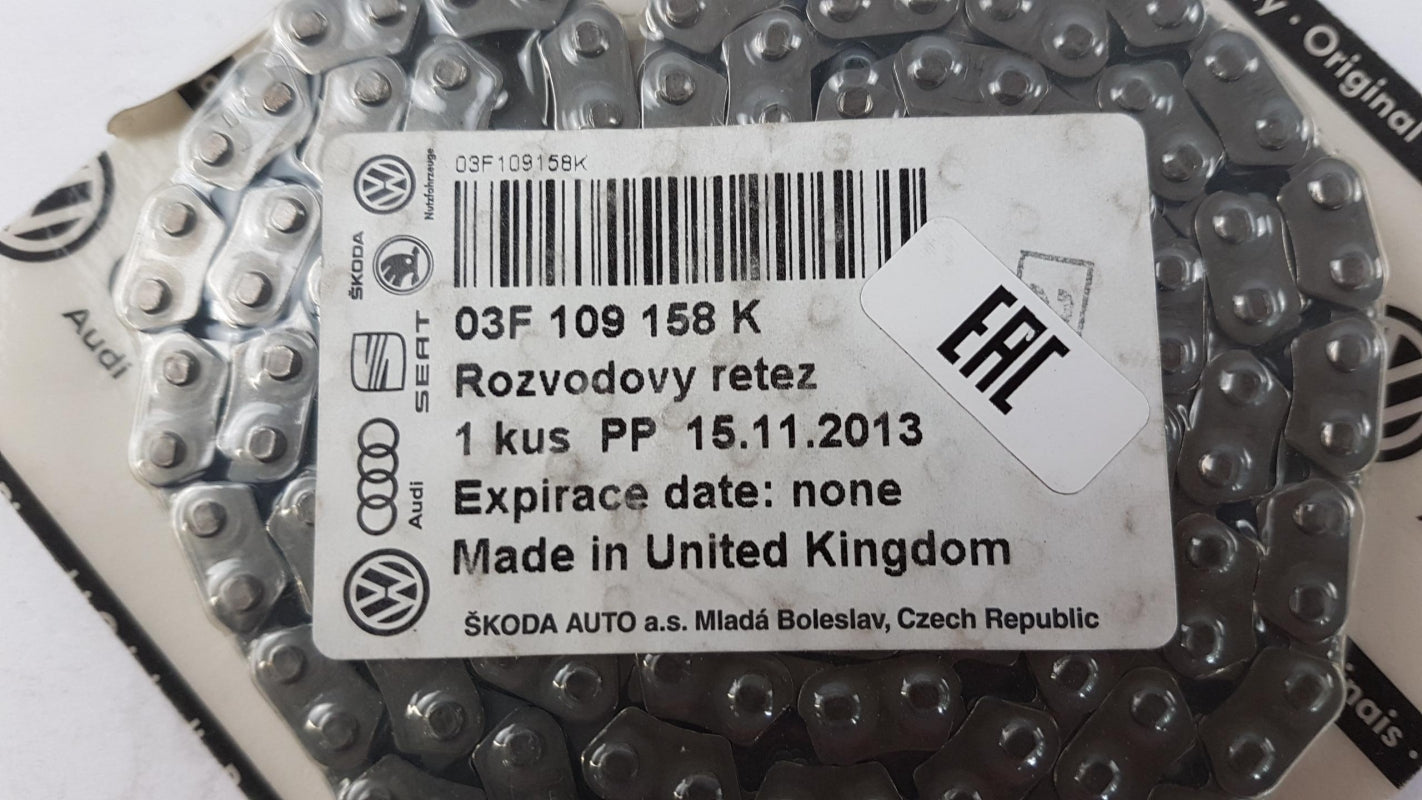 y · Original
Audi
03F109158K
Nutzfahrzeuge
ŠKODA
SEAT
Audi
03F 109 158 K
Rozvodovy retez
1 kus PP 15.11.2013
Expirace date: none
Made in United Kingdom
ŠKODA AUTO a.s. Mladá Boleslav, Czech Republic
EAC